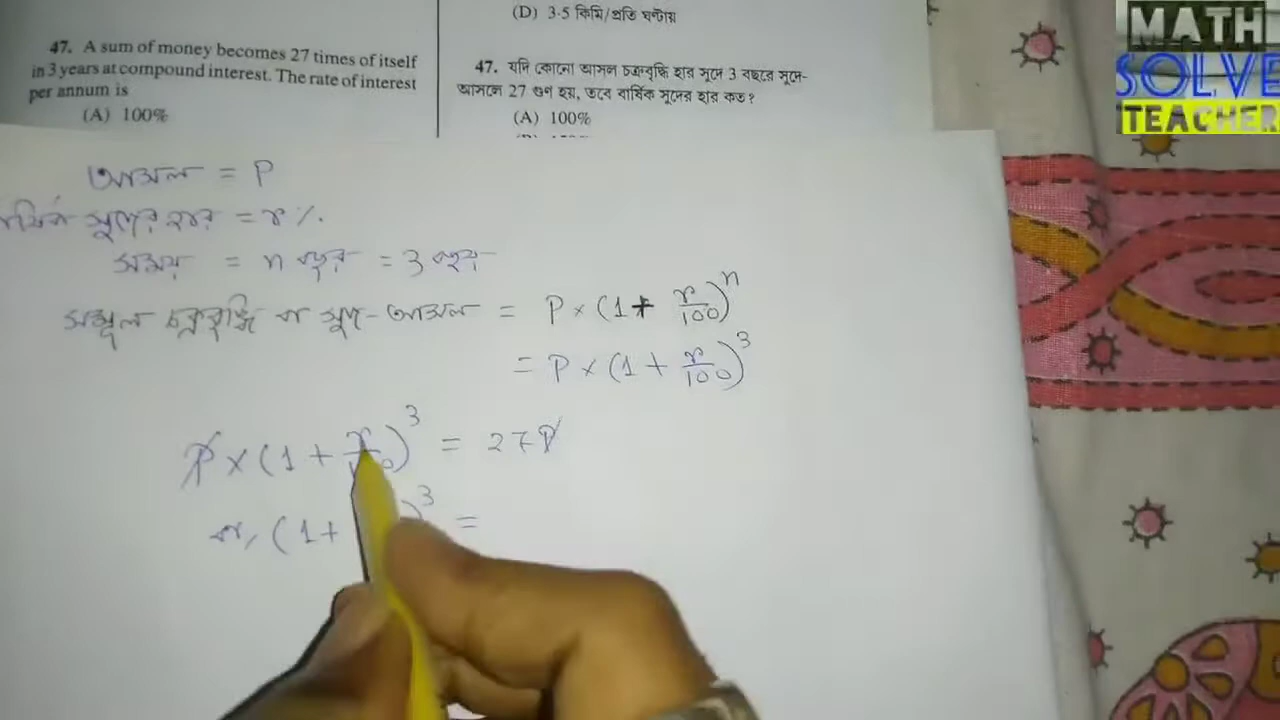 (D) 3·5 কিমি/প্রতি ঘণ্টায়
47. A sum of money becomes 27 times of itself
in 3 years at compound interest. The rate of interest
per annum is
(A) 100%
47. যদি কোনো আসল চক্রবৃদ্ধি হার সুদে 3 বছরে সুদে-
আসলে 27 গুণ হয়, তবে বার্ষিক সুদের হার কত?
(A) 100%
MATH
SOLVE
TEACHER
আসল = P
সুদের হার = r %.
সময় = n বছর = 3 বছর
সমূল চক্রবৃদ্ধি বা সুদ-আসল = P × (1 + r/100)^n
= P × (1 + r/100)^3
P × (1 + r/100)^3 = 27P
বা, (1 + )^3 =